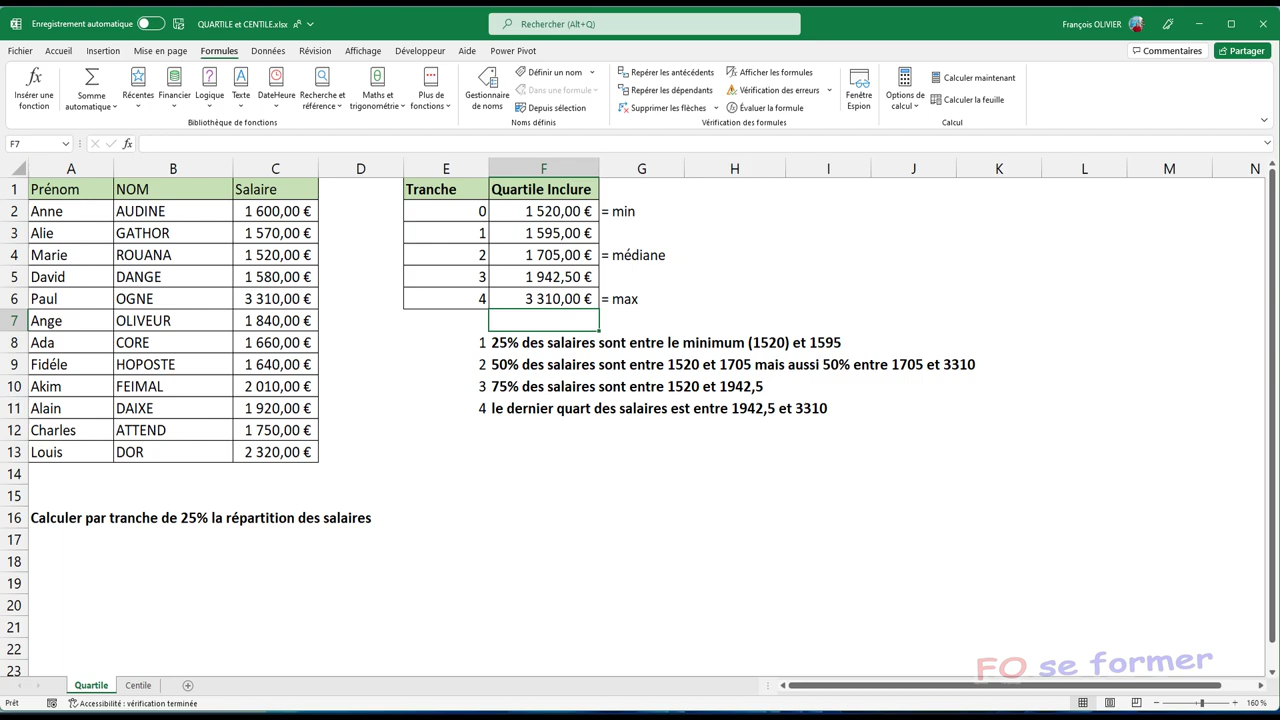 Enregistrement automatique
QUARTILE et CENTILE.xlsx
Rechercher (Alt+Q)
François OLIVIER
Fichier Accueil Insertion Mise en page Formules Données Révision Affichage Développeur Aide Power Pivot
Commentaires Partager
Insérer une fonction
Somme automatique
Récentes
Financier
Logique
Texte
DateHeure
Recherche et référence
Maths et trigonométrie
Plus de fonctions
Bibliothèque de fonctions
Gestionnaire de noms
Définir un nom
Dans une formule
Depuis sélection
Noms définis
Repérer les antécédents
Repérer les dépendants
Supprimer les flèches
Afficher les formules
Vérification des erreurs
Évaluer la formule
Vérification des formules
Fenêtre Espion
Options de calcul
Calculer maintenant
Calculer la feuille
Calcul
F7 fx
A B C D E F G H I J K L M N
1 Prénom NOM Salaire Tranche Quartile Inclure
2 Anne AUDINE 1 600,00 € 0 1 520,00 € = min
3 Alie GATHOR 1 570,00 € 1 1 595,00 €
4 Marie ROUANA 1 520,00 € 2 1 705,00 € = médiane
5 David DANGE 1 580,00 € 3 1 942,50 €
6 Paul OGNE 3 310,00 € 4 3 310,00 € = max
7 Ange OLIVEUR 1 840,00 €
8 Ada CORE 1 660,00 € 1 25% des salaires sont entre le minimum (1520) et 1595
9 Fidéle HOPOSTE 1 640,00 € 2 50% des salaires sont entre 1520 et 1705 mais aussi 50% entre 1705 et 3310
10 Akim FEIMAL 2 010,00 € 3 75% des salaires sont entre 1520 et 1942,5
11 Alain DAIXE 1 920,00 € 4 le dernier quart des salaires est entre 1942,5 et 3310
12 Charles ATTEND 1 750,00 €
13 Louis DOR 2 320,00 €
14
15
16 Calculer par tranche de 25% la répartition des salaires
17
18
19
20
21
22
23
FO se former
Quartile Centile
Prêt Accessibilité : vérification terminée 160 %